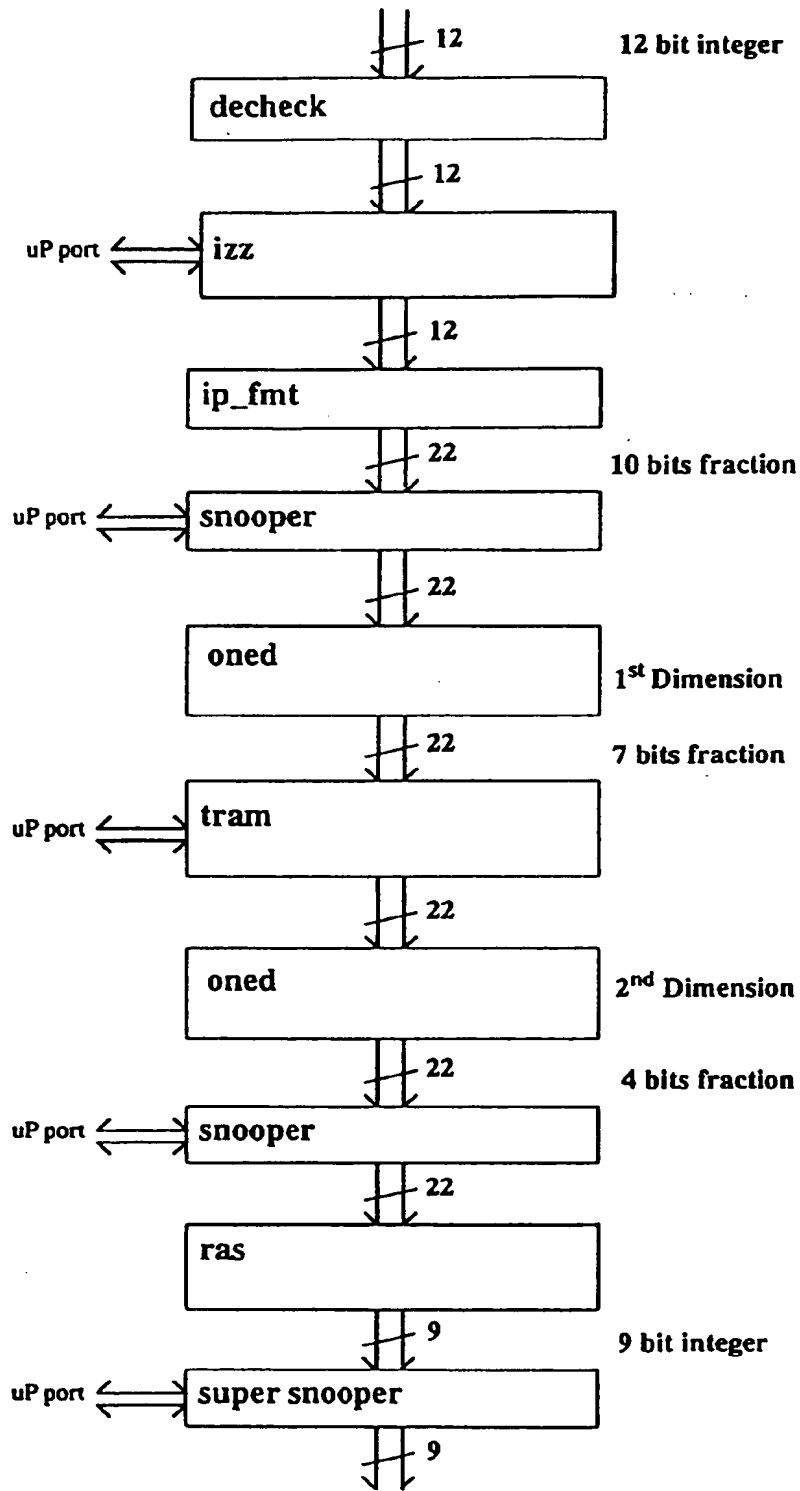 12 12 bit integer
decheck
12
uP port izz
12
ip_fmt
22 10 bits fraction
uP port snooper
22
oned
1st Dimension
22 7 bits fraction
uP port tram
22
oned 2nd Dimension
22 4 bits fraction
uP port snooper
22
ras
9 9 bit integer
uP port super snooper
9